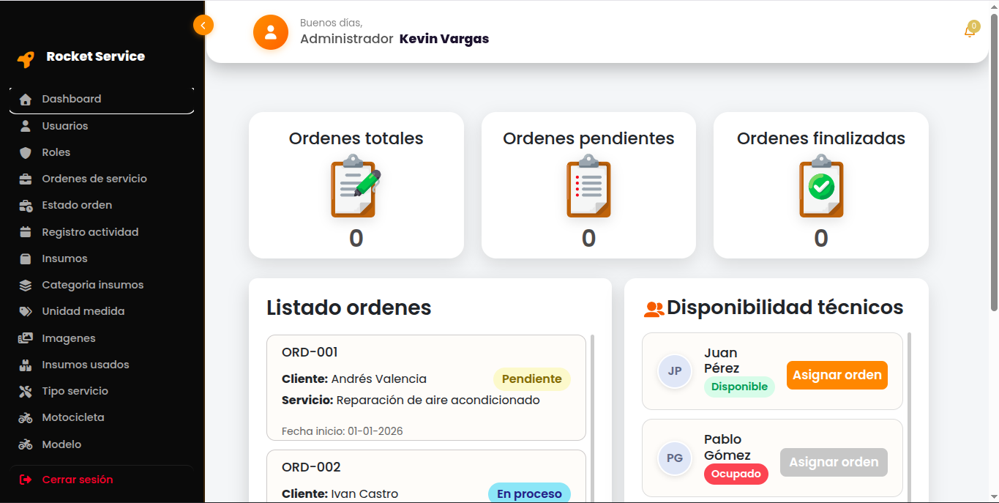 Rocket Service
Dashboard
Usuarios
Roles
Ordenes de servicio
Estado orden
Registro actividad
Insumos
Categoria insumos
Unidad medida
Imagenes
Insumos usados
Tipo servicio
Motocicleta
Modelo
Cerrar sesión
Buenos días,
Administrador Kevin Vargas
0
Ordenes totales
0
Ordenes pendientes
0
Ordenes finalizadas
0
Listado ordenes
ORD-001
Cliente: Andrés Valencia
Pendiente
Servicio: Reparación de aire acondicionado
Fecha inicio: 01-01-2026
ORD-002
Cliente: Ivan Castro
En proceso
Disponibilidad técnicos
JP
Juan
Pérez
Disponible
Asignar orden
PG
Pablo
Gómez
Ocupado
Asignar orden